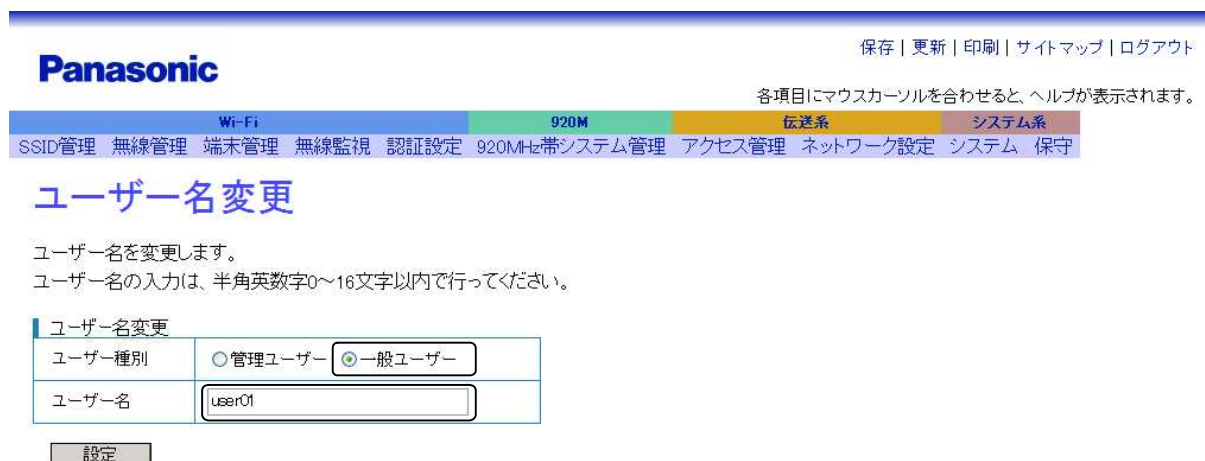 保存 | 更新 | 印刷 | サイトマップ | ログアウト
Panasonic
各項目にマウスカーソルを合わせると、ヘルプが表示されます。
Wi-Fi 920M 伝送系 システム系
SSID管理 無線管理 端末管理 無線監視 認証設定 920MHz帯システム管理 アクセス管理 ネットワーク設定 システム 保守
ユーザー名変更
ユーザー名を変更します。
ユーザー名の入力は、半角英数字0～16文字以内で行ってください。
ユーザー名変更
ユーザー種別 管理ユーザー 一般ユーザー
ユーザー名 user01
設定